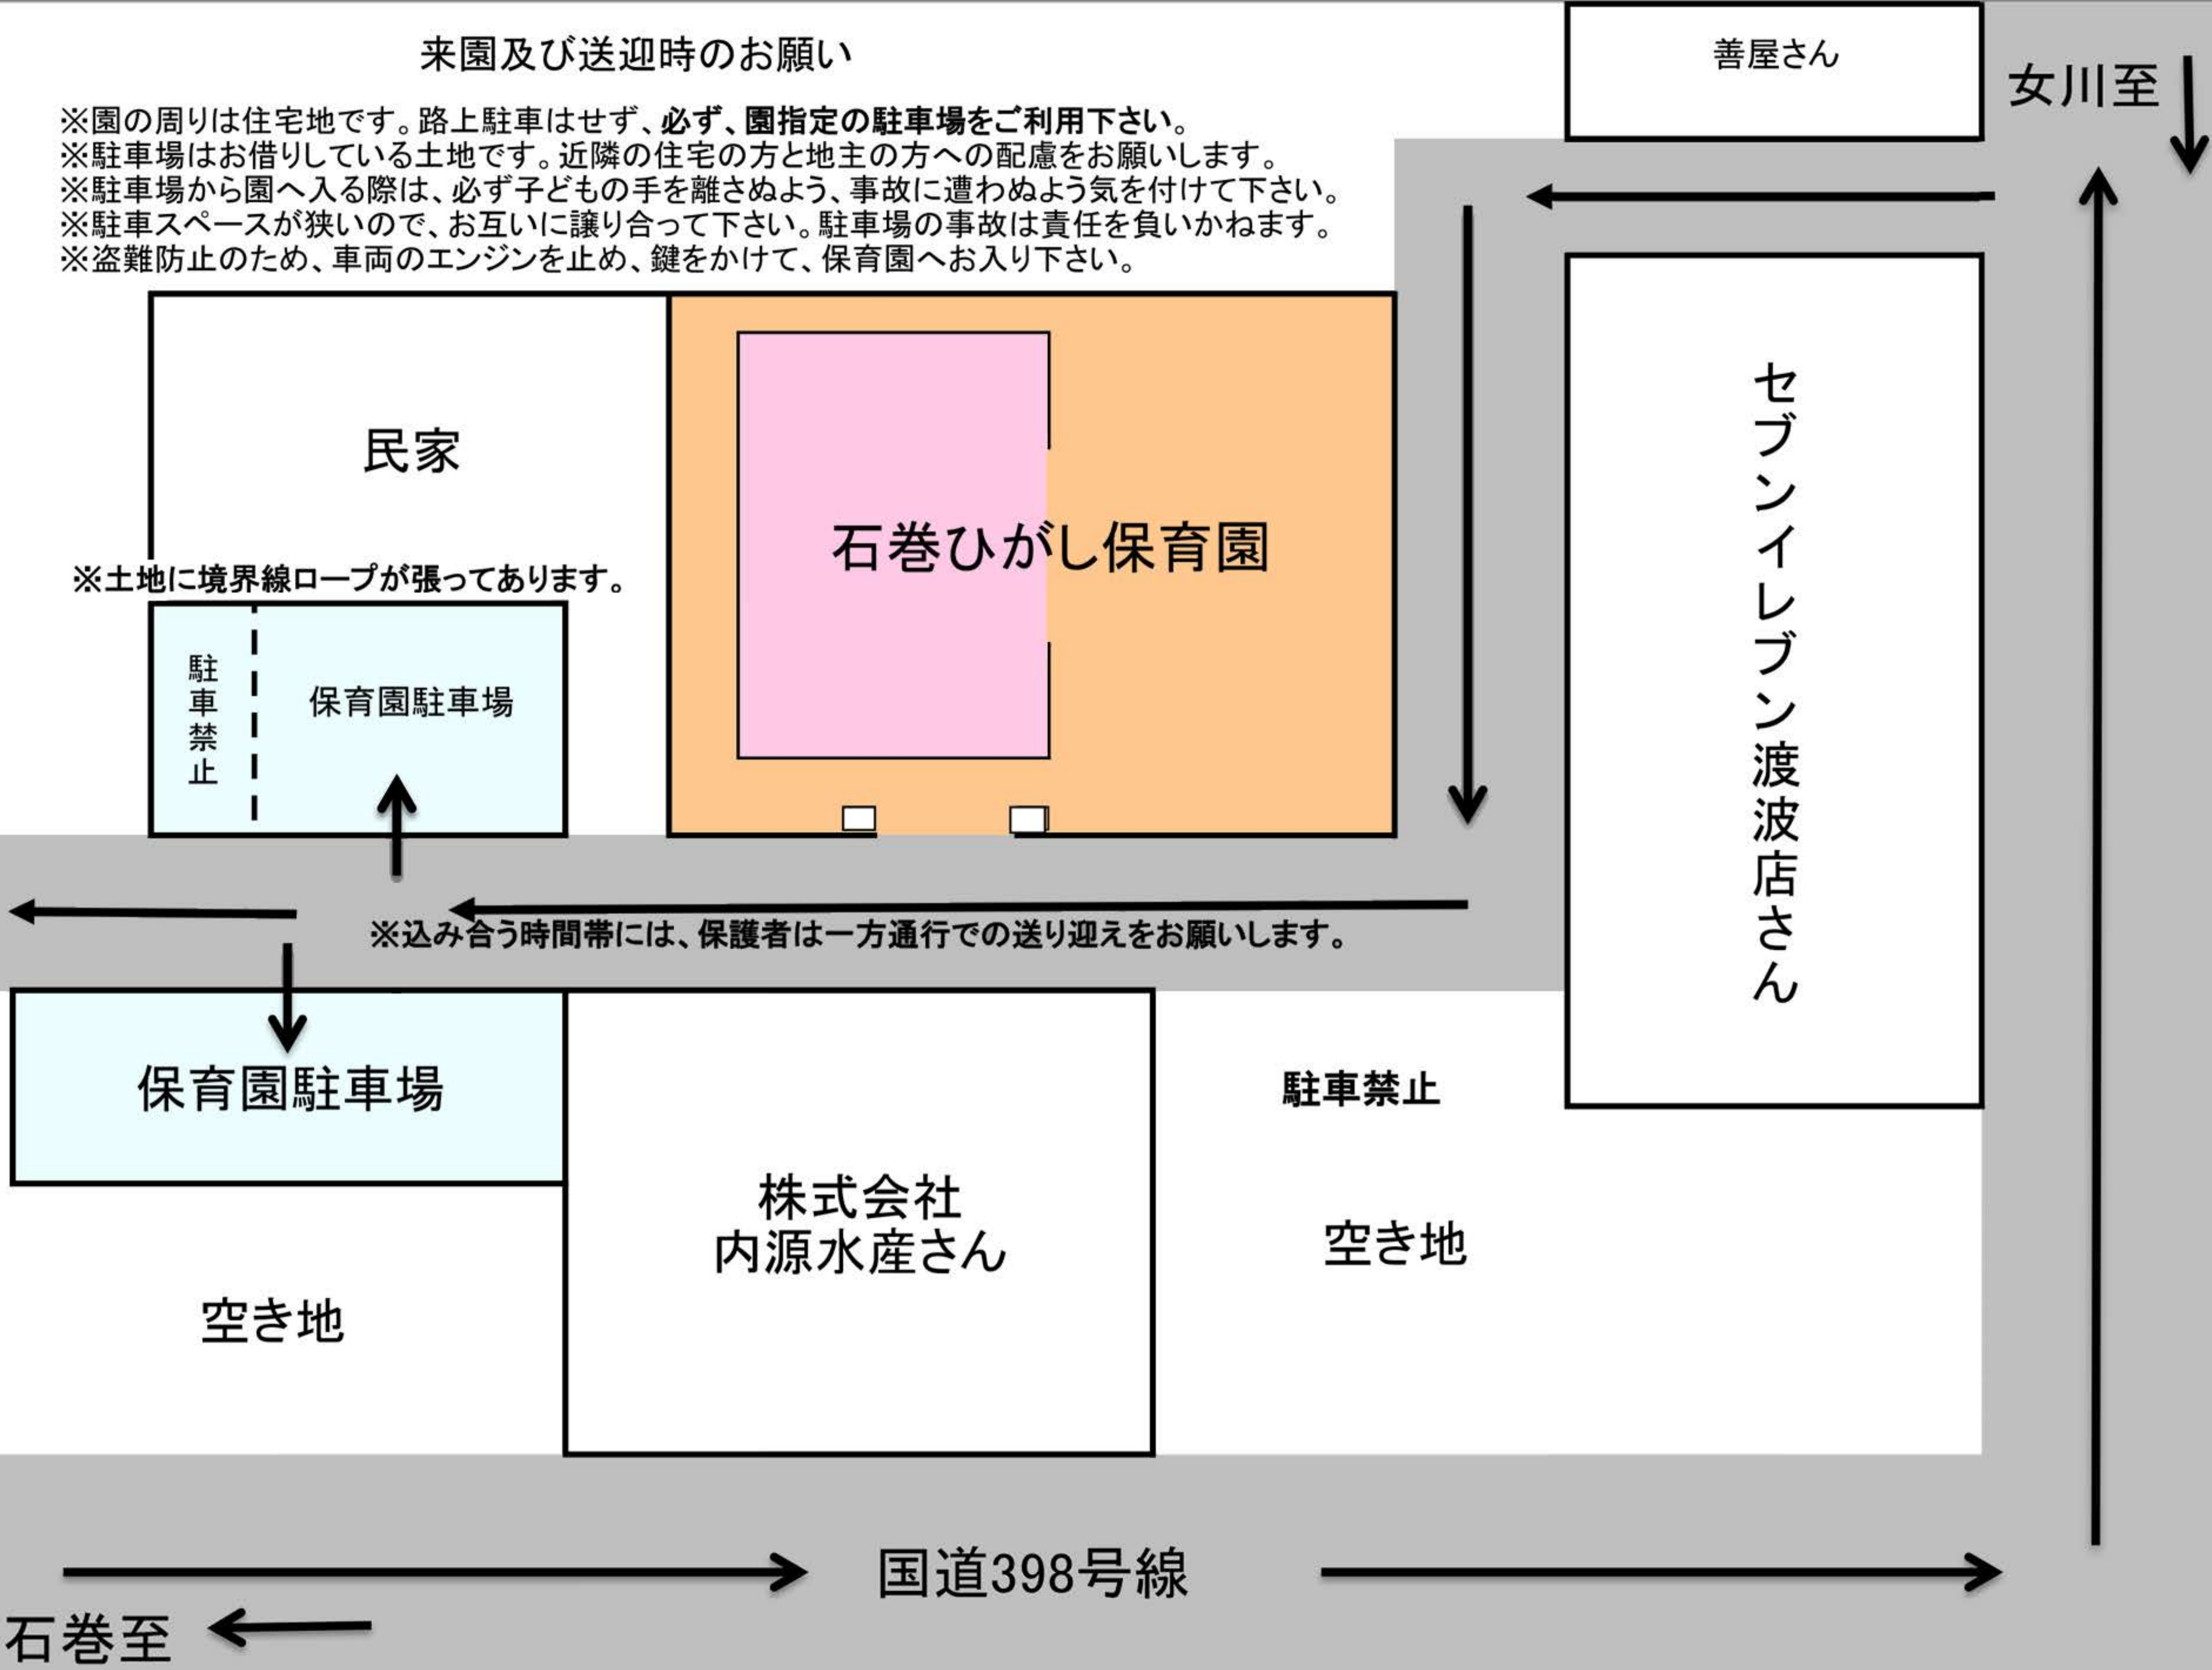 来園及び送迎時のお願い
※園の周りは住宅地です。路上駐車はせず、必ず、園指定の駐車場をご利用下さい。
※駐車場はお借りしている土地です。近隣の住宅の方と地主の方への配慮をお願いします。
※駐車場から園へ入る際は、必ず子どもの手を離さぬよう、事故に遭わぬよう気を付けて下さい。
※駐車スペースが狭いので、お互いに譲り合って下さい。駐車場の事故は責任を負いかねます。
※盗難防止のため、車両のエンジンを止め、鍵をかけて、保育園へお入り下さい。
善屋さん
女川至
民家
石巻ひがし保育園
セブンイレブン渡波店さん
※土地に境界線ロープが張ってあります。
駐車禁止
保育園駐車場
※込み合う時間帯には、保護者は一方通行での送り迎えをお願いします。
保育園駐車場
株式会社
内源水産さん
駐車禁止
空き地
空き地
国道398号線
石巻至